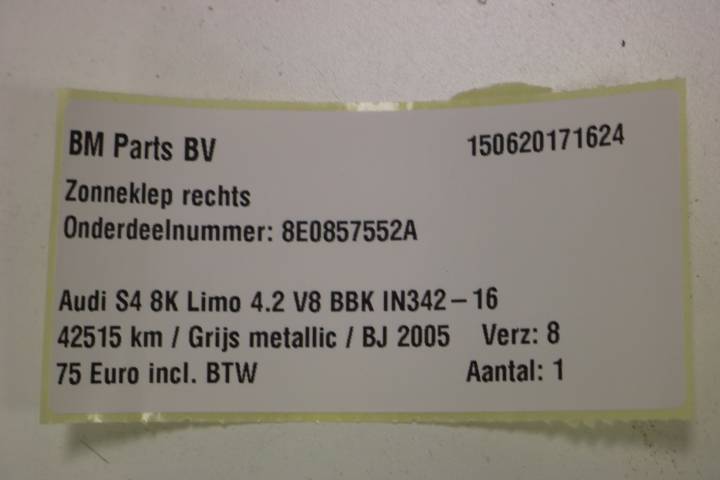 BM Parts BV 150620171624
Zonneklep rechts
Onderdeelnummer: 8E0857552A
Audi S4 8K Limo 4.2 V8 BBK IN342-16
42515 km / Grijs metallic / BJ 2005 Verz: 8
75 Euro incl. BTW Aantal: 1